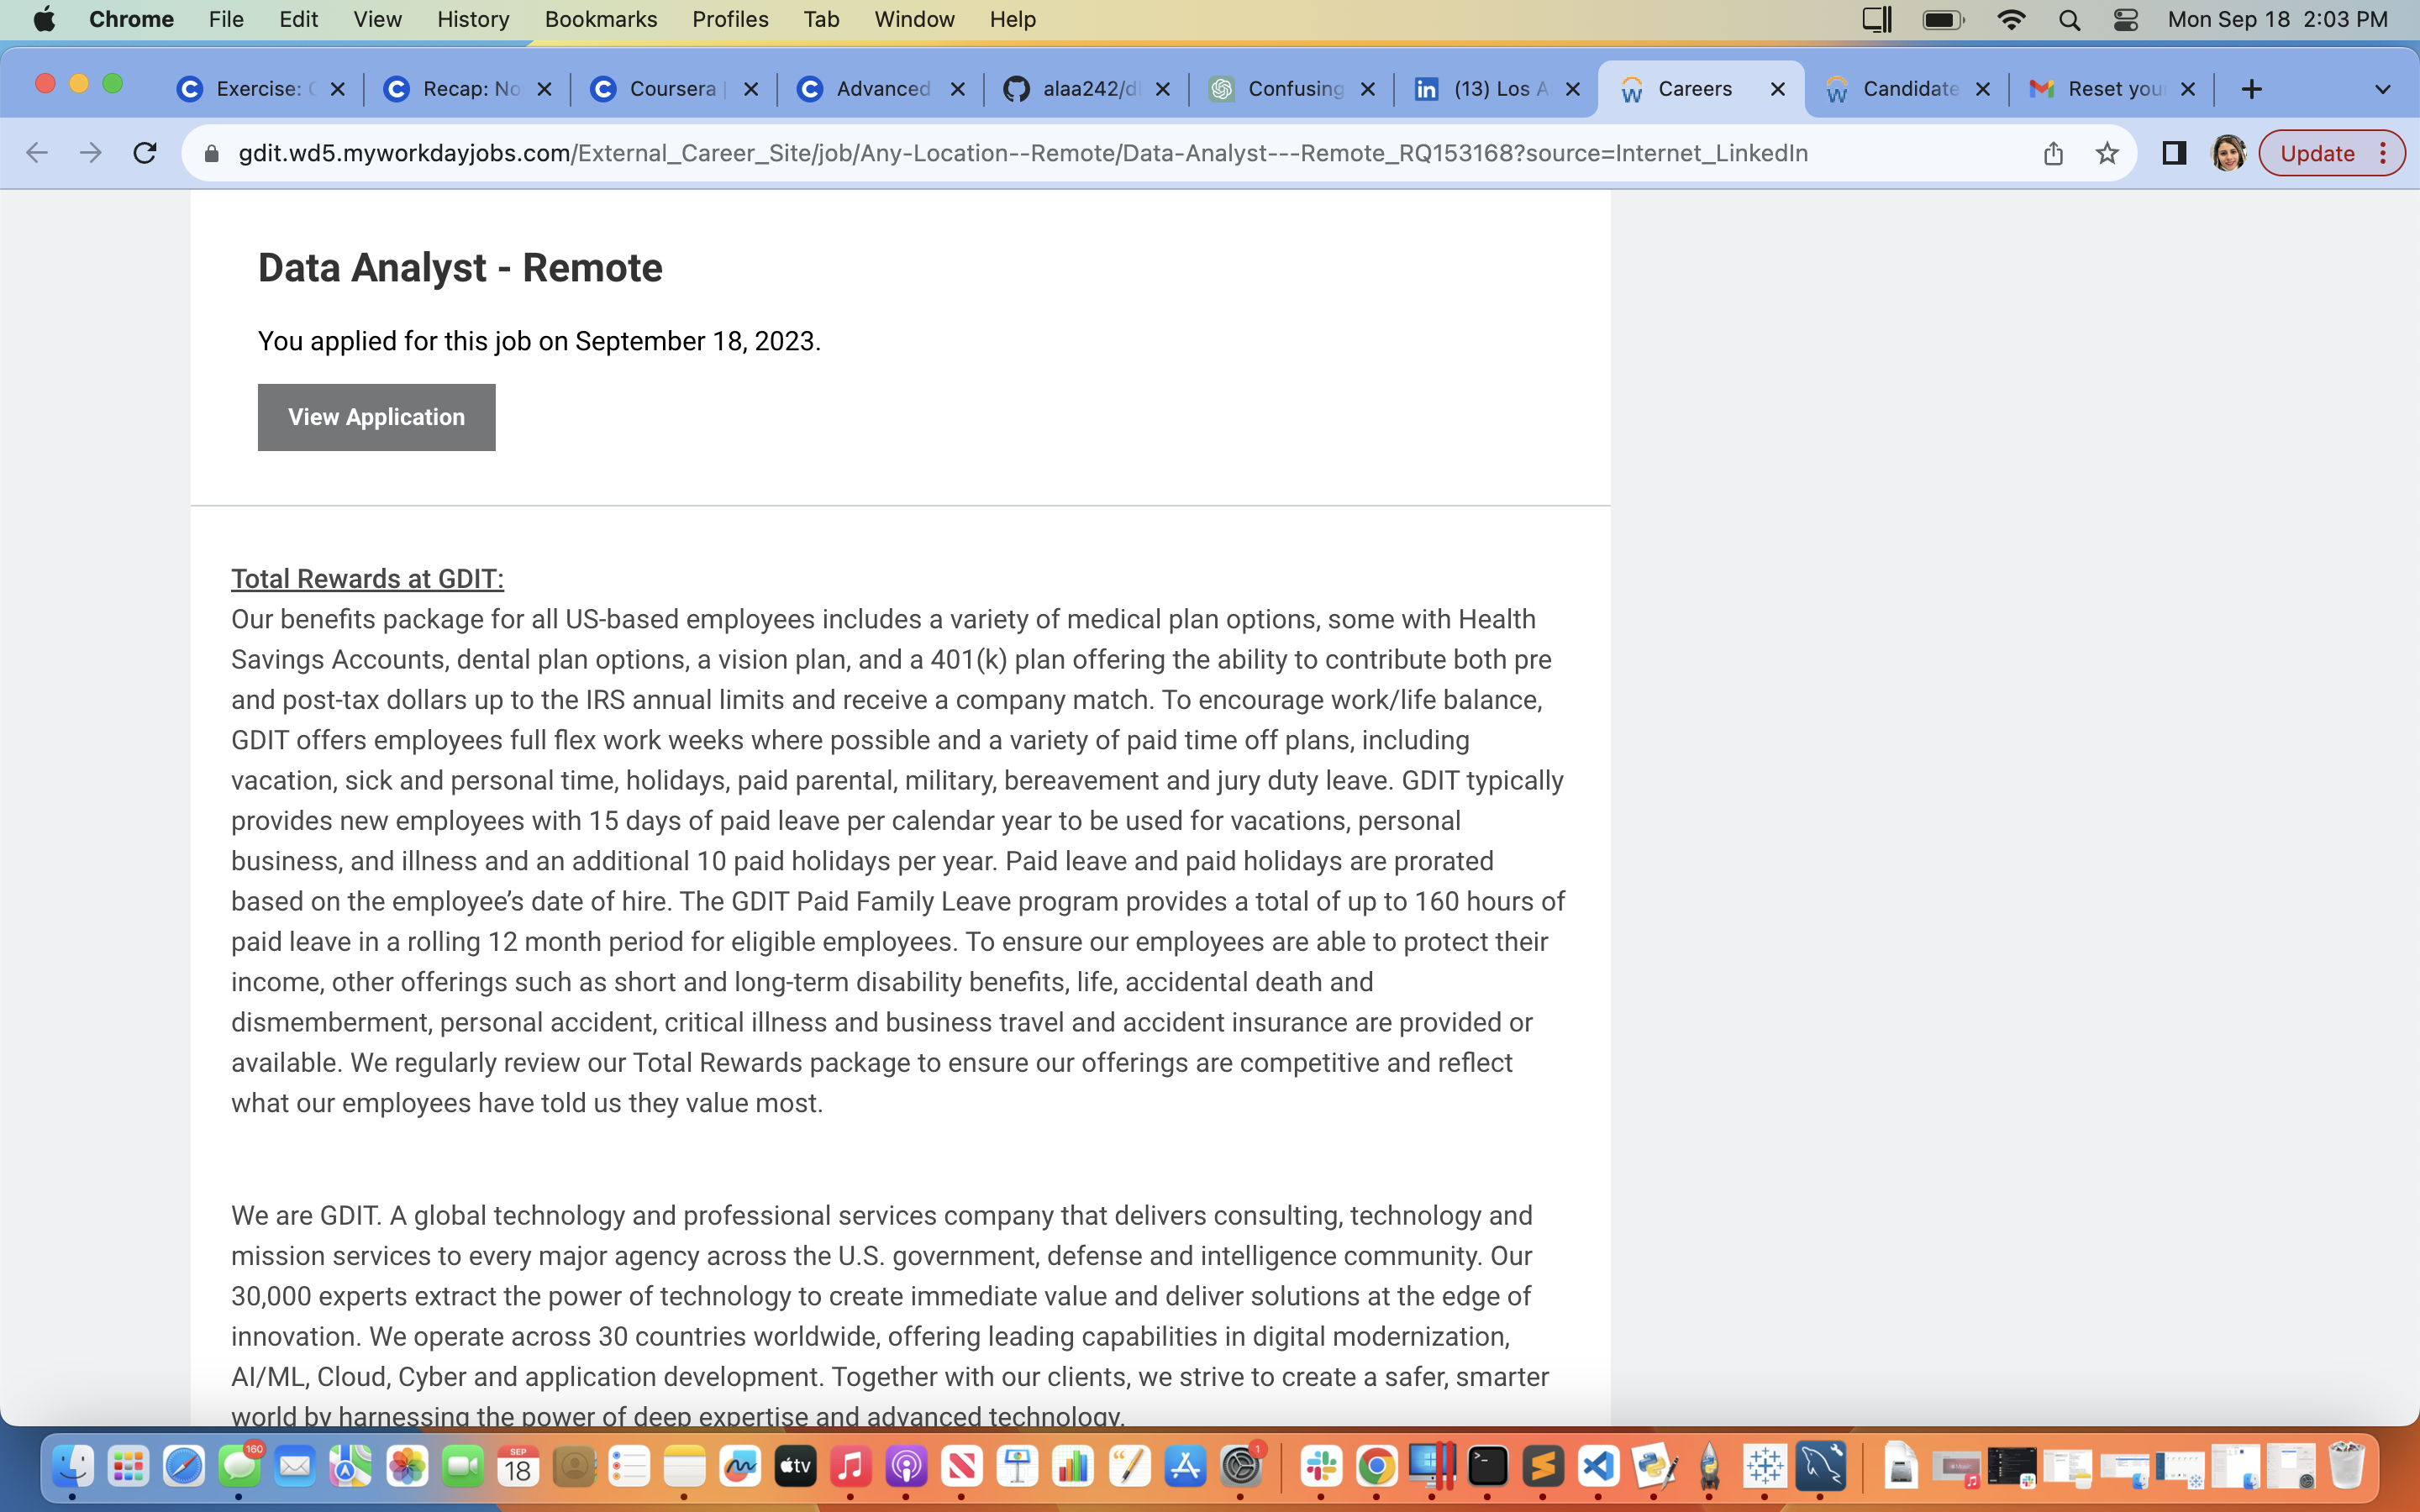 Chrome File Edit View History Bookmarks Profiles Tab Window Help Mon Sep 18 2:03 PM
Exercise: Recap: No Coursera Advanced alaa242/d Confusing (13) Los A Careers Candidate Reset you
gdit.wd5.myworkdayjobs.com/External_Career_Site/job/Any-Location--Remote/Data-Analyst---Remote_RQ153168?source=Internet_LinkedIn Update
Data Analyst - Remote
You applied for this job on September 18, 2023.
View Application
Total Rewards at GDIT:
Our benefits package for all US-based employees includes a variety of medical plan options, some with Health
Savings Accounts, dental plan options, a vision plan, and a 401(k) plan offering the ability to contribute both pre
and post-tax dollars up to the IRS annual limits and receive a company match. To encourage work/life balance,
GDIT offers employees full flex work weeks where possible and a variety of paid time off plans, including
vacation, sick and personal time, holidays, paid parental, military, bereavement and jury duty leave. GDIT typically
provides new employees with 15 days of paid leave per calendar year to be used for vacations, personal
business, and illness and an additional 10 paid holidays per year. Paid leave and paid holidays are prorated
based on the employee’s date of hire. The GDIT Paid Family Leave program provides a total of up to 160 hours of
paid leave in a rolling 12 month period for eligible employees. To ensure our employees are able to protect their
income, other offerings such as short and long-term disability benefits, life, accidental death and
dismemberment, personal accident, critical illness and business travel and accident insurance are provided or
available. We regularly review our Total Rewards package to ensure our offerings are competitive and reflect
what our employees have told us they value most.
We are GDIT. A global technology and professional services company that delivers consulting, technology and
mission services to every major agency across the U.S. government, defense and intelligence community. Our
30,000 experts extract the power of technology to create immediate value and deliver solutions at the edge of
innovation. We operate across 30 countries worldwide, offering leading capabilities in digital modernization,
AI/ML, Cloud, Cyber and application development. Together with our clients, we strive to create a safer, smarter
world by harnessing the power of deep expertise and advanced technology.
160 SEP 18 tv 1